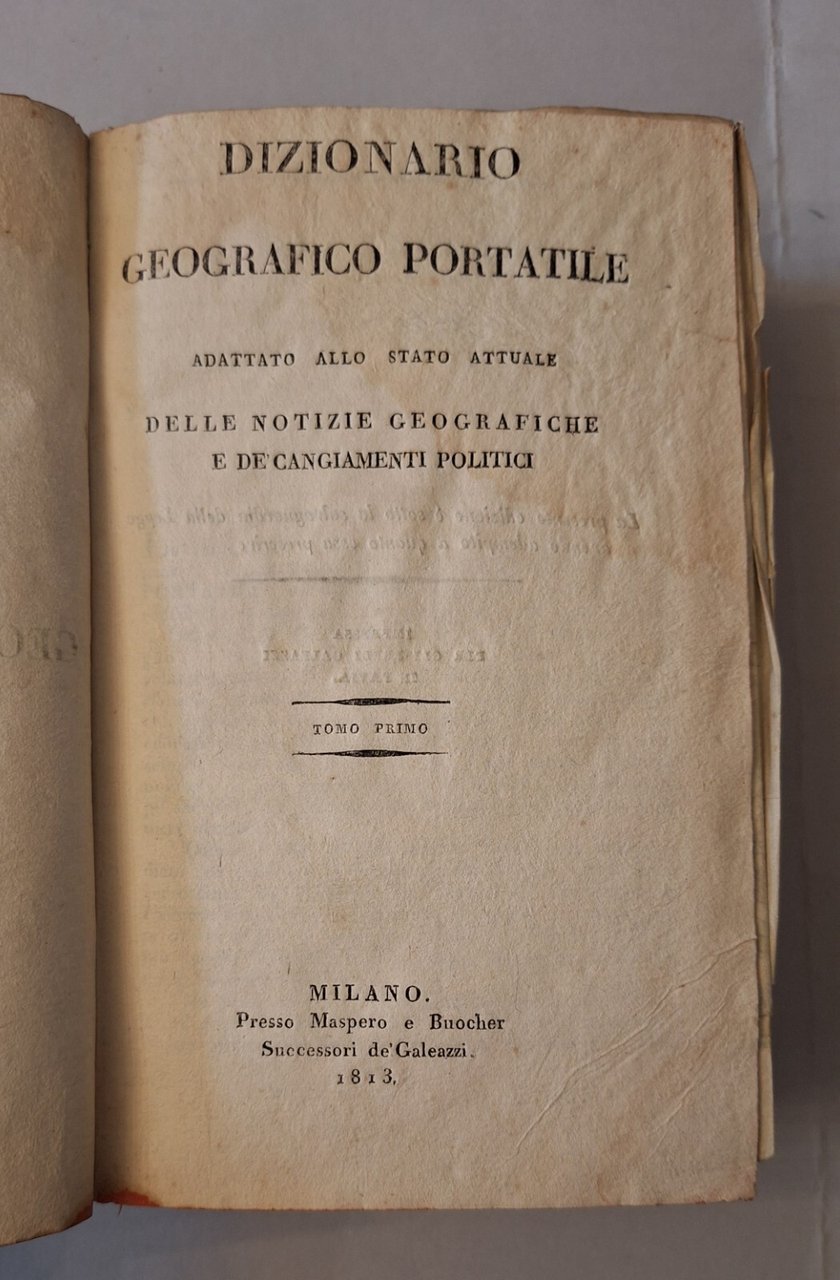 DIZIONARIO
GEOGRAFICO PORTATILE
ADATTATO ALLO STATO ATTUALE
DELLE NOTIZIE GEOGRAFICHE
E DE'CANGIAMENTI POLITICI
TOMO PRIMO
MILANO.
Presso Maspero e Buocher
Successori de'Galeazzi.
1813.